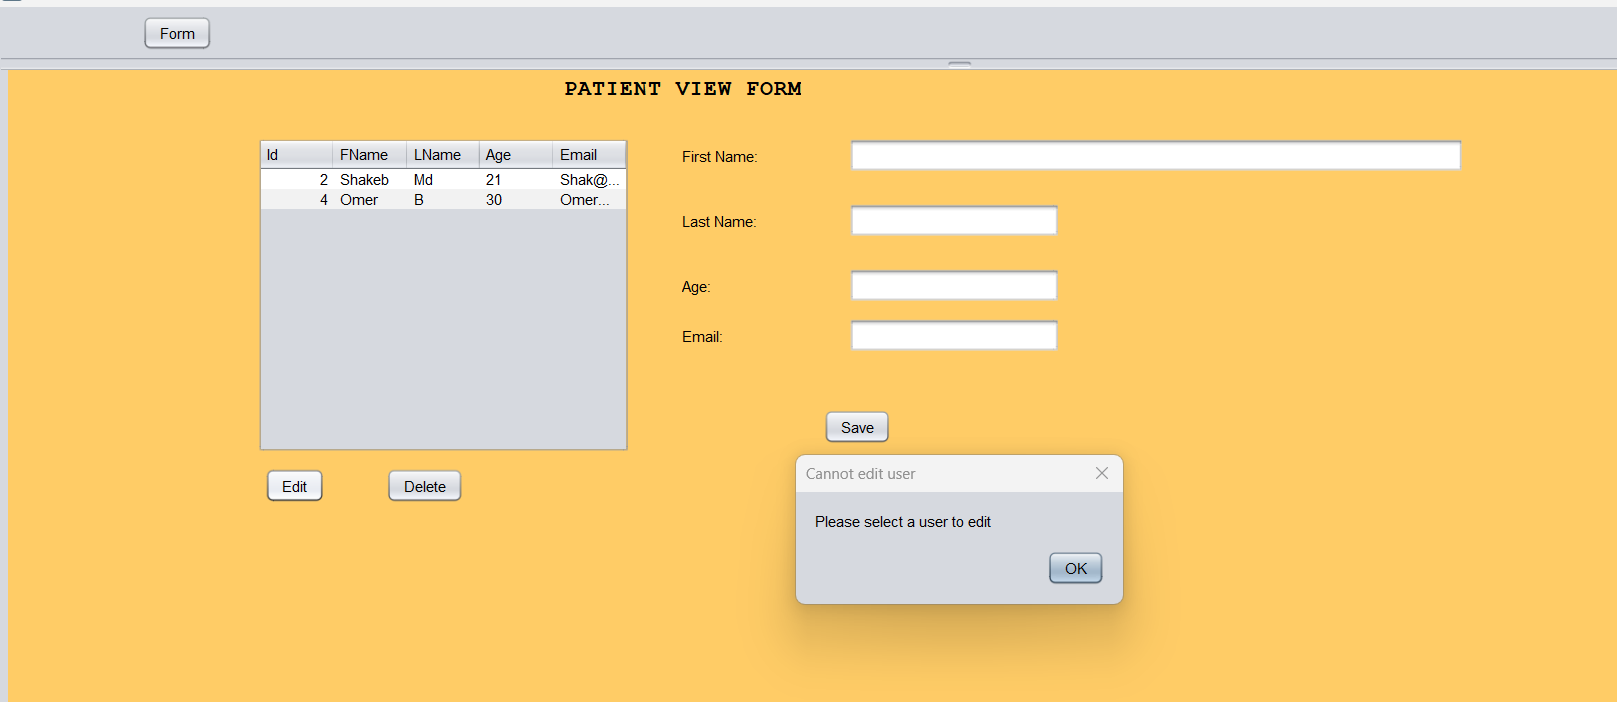 Form
PATIENT VIEW FORM
Id FName LName Age Email
2 Shakeb Md 21 Shak@...
4 Omer B 30 Omer...
First Name:
Last Name:
Age:
Email:
Save
Edit Delete
Cannot edit user
Please select a user to edit
OK